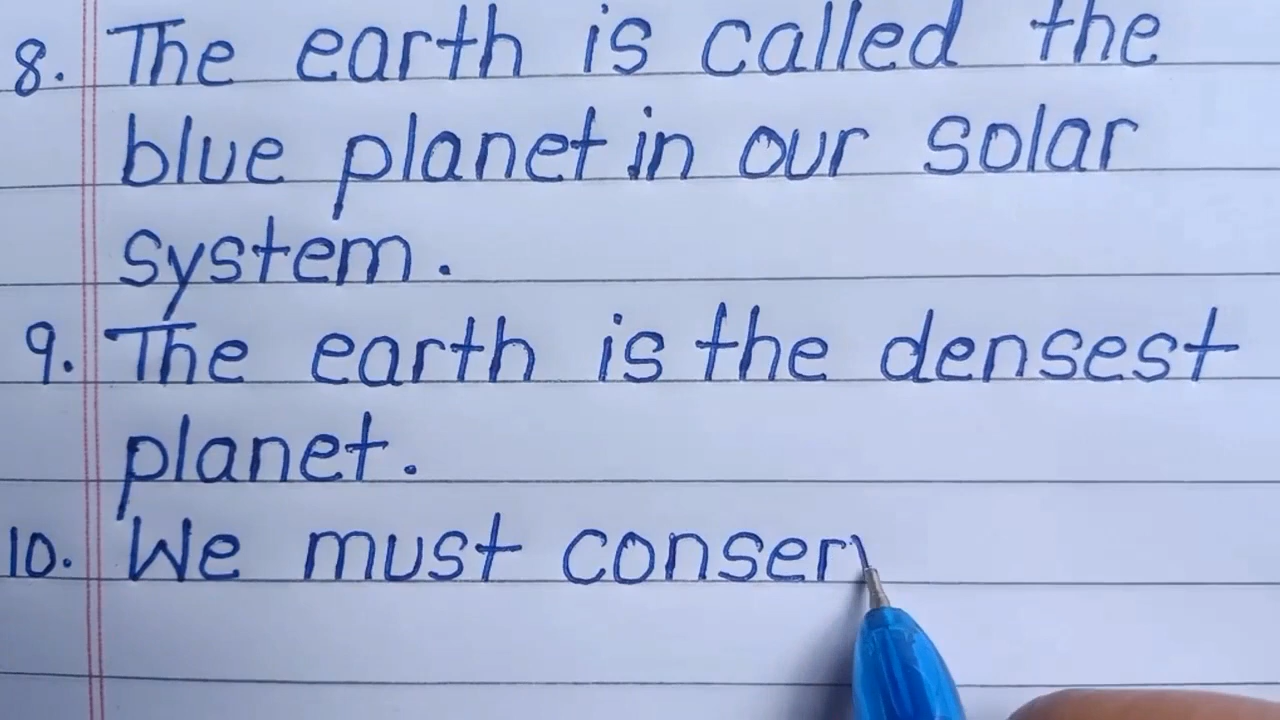 8. The earth is called the
blue planet in our solar
system.
9. The earth is the densest
planet.
10. We must conser